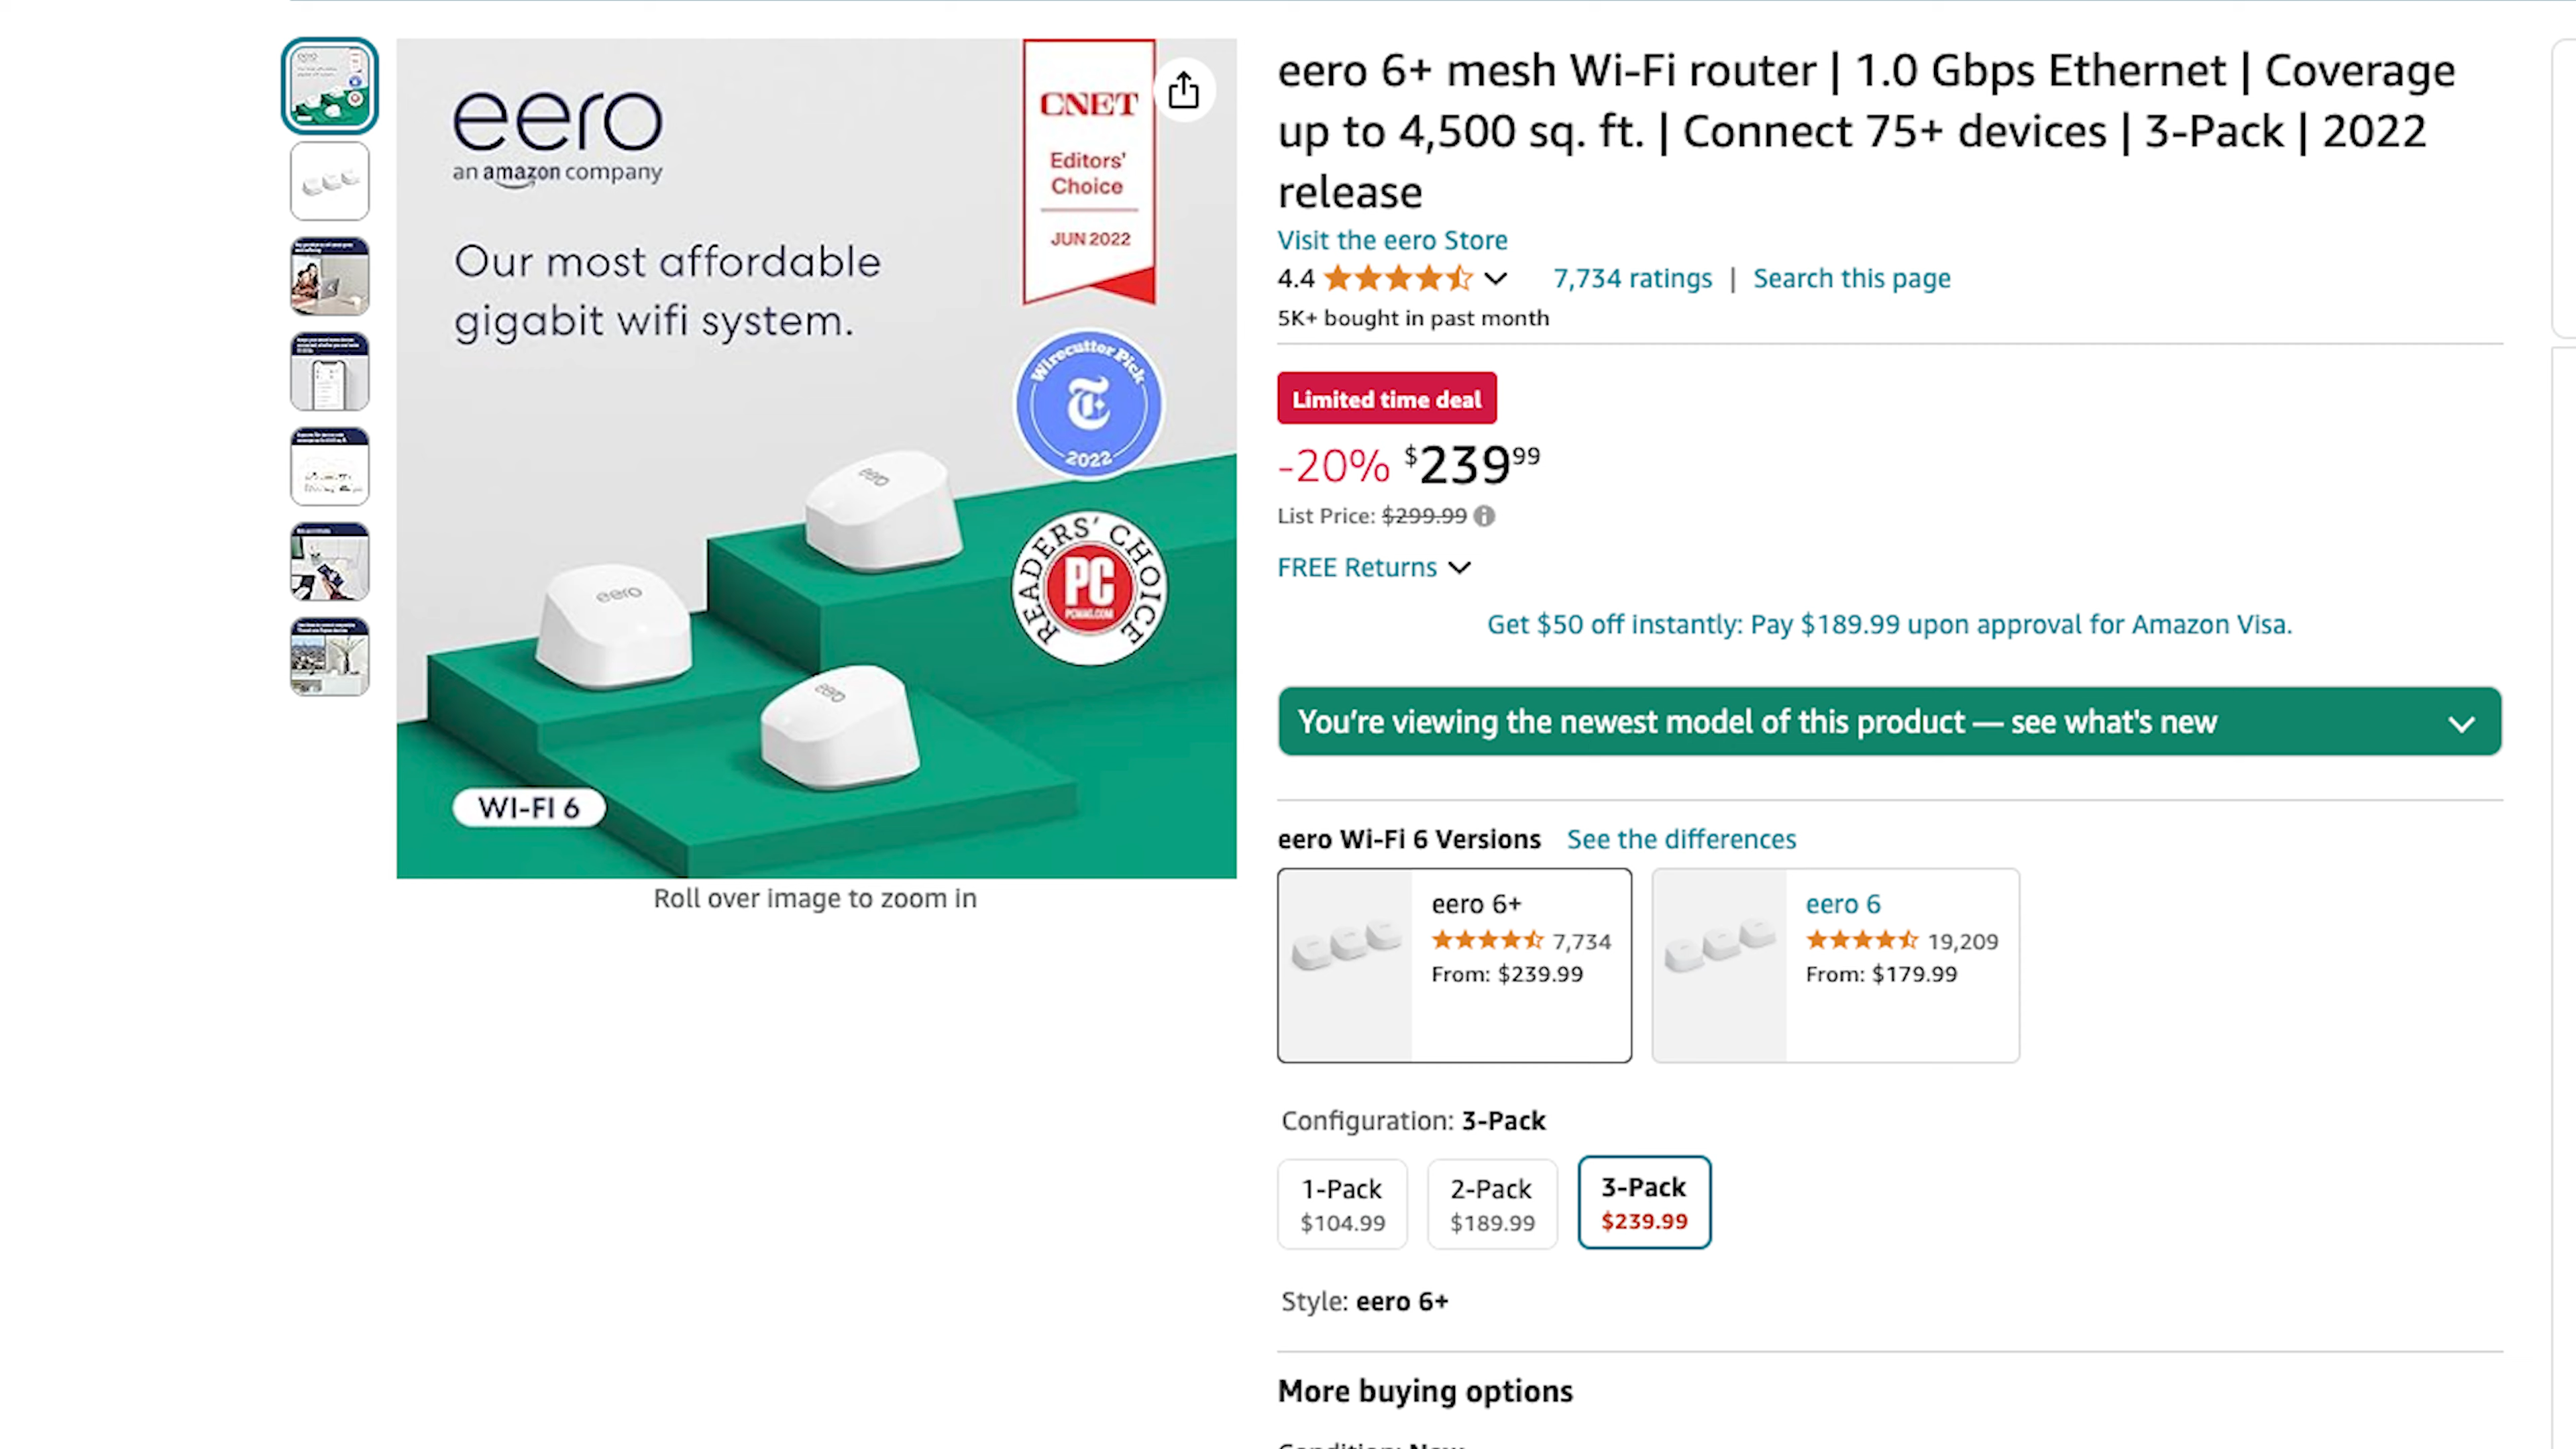 eero
an amazon company
Our most affordable
gigabit wifi system.
CNET
Editors'
Choice
JUN 2022
Wirecutter Pick
2022
READERS' CHOICE
PC
PCMAG.COM
eero
eero
eero
WI-FI 6
Roll over image to zoom in
eero 6+ mesh Wi-Fi router | 1.0 Gbps Ethernet | Coverage
up to 4,500 sq. ft. | Connect 75+ devices | 3-Pack | 2022
release
Visit the eero Store
4.4 7,734 ratings | Search this page
5K+ bought in past month
Limited time deal
-20% $239 99
List Price: $299.99
FREE Returns
Get $50 off instantly: Pay $189.99 upon approval for Amazon Visa.
You're viewing the newest model of this product — see what's new
eero Wi-Fi 6 Versions See the differences
eero 6+
7,734
From: $239.99
eero 6
19,209
From: $179.99
Configuration: 3-Pack
1-Pack
$104.99
2-Pack
$189.99
3-Pack
$239.99
Style: eero 6+
More buying options
Condition: New